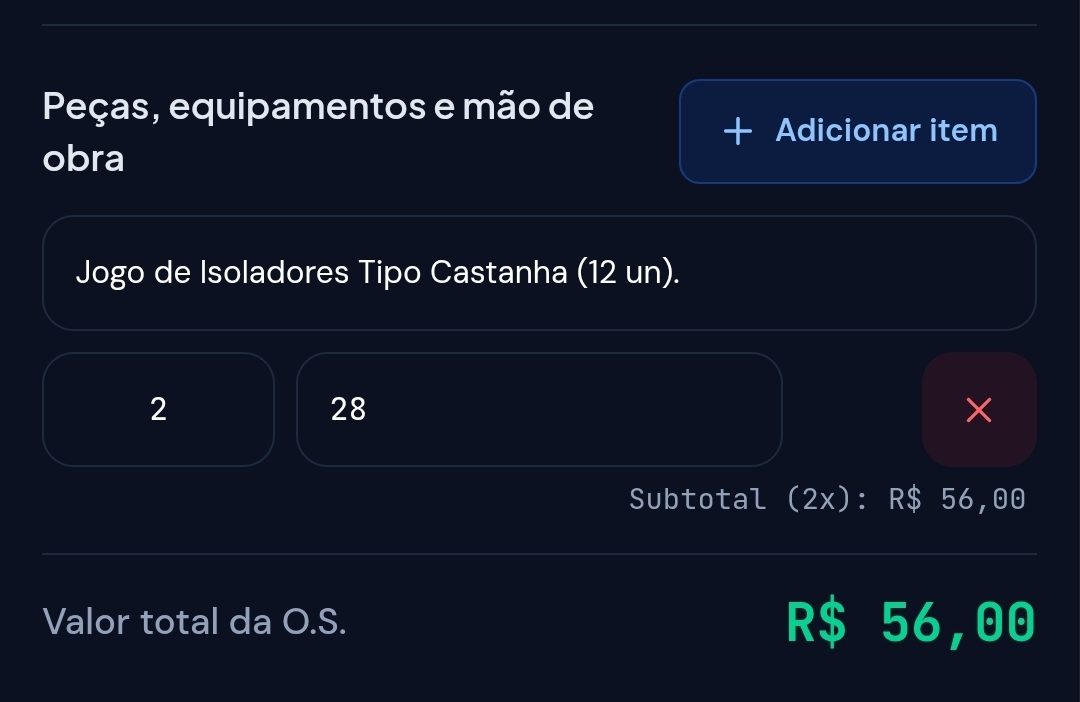 Peças, equipamentos e mão de
obra
Adicionar item
Jogo de Isoladores Tipo Castanha (12 un).
2
28
Subtotal (2x): R$ 56,00
Valor total da O.S.
R$ 56,00